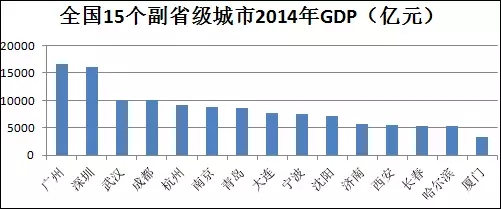 全国15个副省级城市2014年GDP（亿元）
20000
15000
10000
5000
0
广州
深圳
武汉
成都
杭州
南京
青岛
大连
宁波
沈阳
济南
西安
长春
哈尔滨
厦门